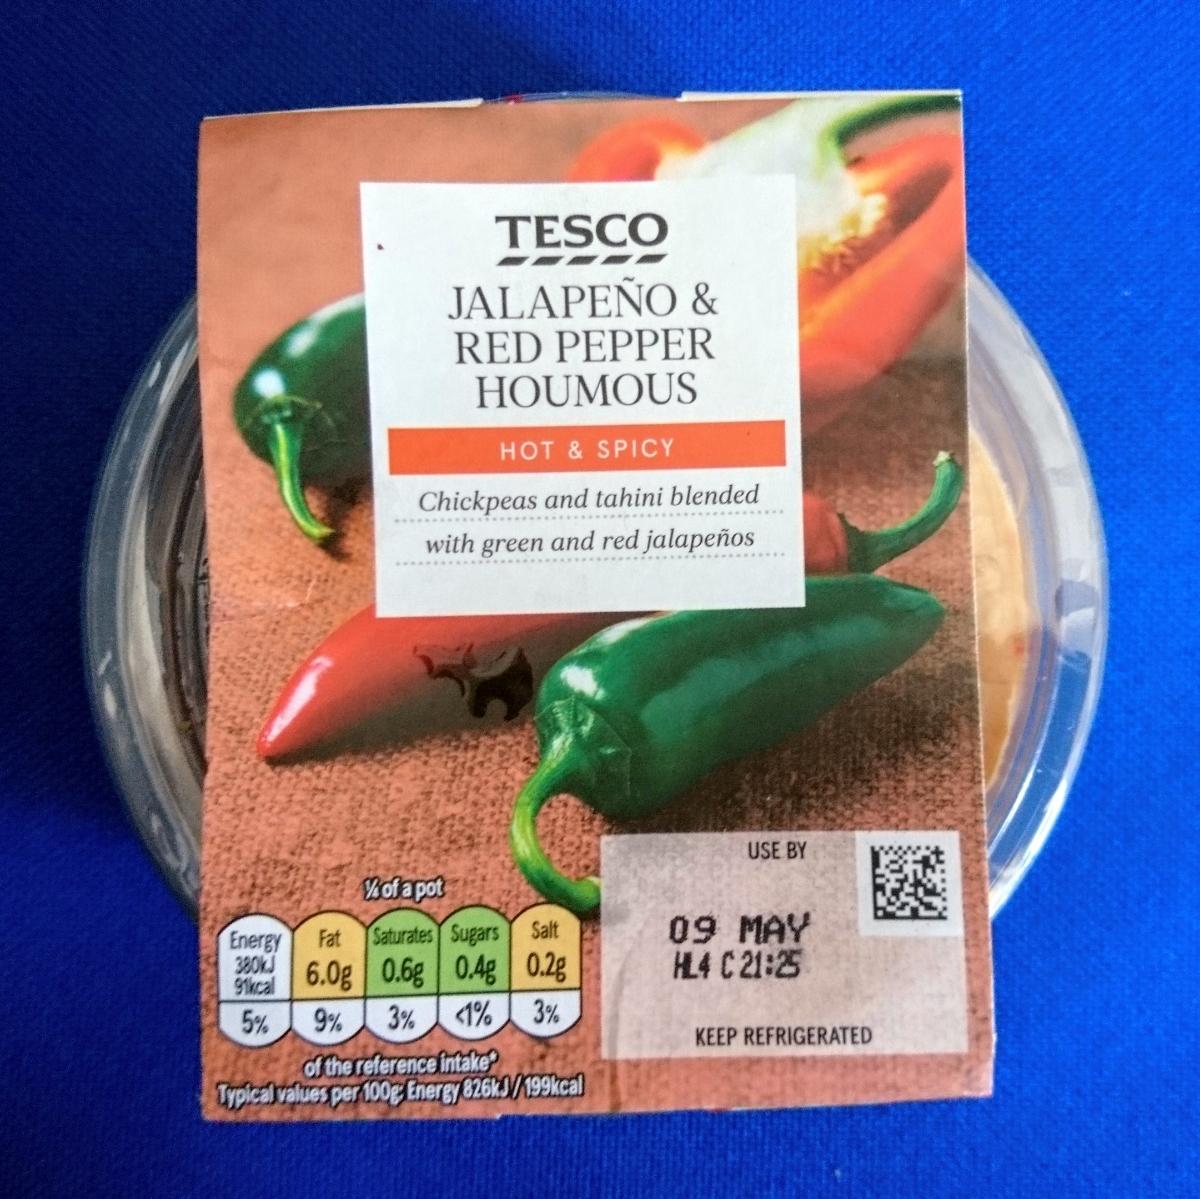 TESCO
JALAPEÑO &
RED PEPPER
HOUMOUS
HOT & SPICY
Chickpeas and tahini blended
with green and red jalapeños
¼ of a pot
Energy
380kJ
91kcal
5%
Fat
6.0g
9%
Saturates
0.6g
3%
Sugars
0.4g
<1%
Salt
0.2g
3%
of the reference intake*
Typical values per 100g: Energy 826kJ / 199kcal
USE BY
09 MAY
HL4 C 21:25
KEEP REFRIGERATED